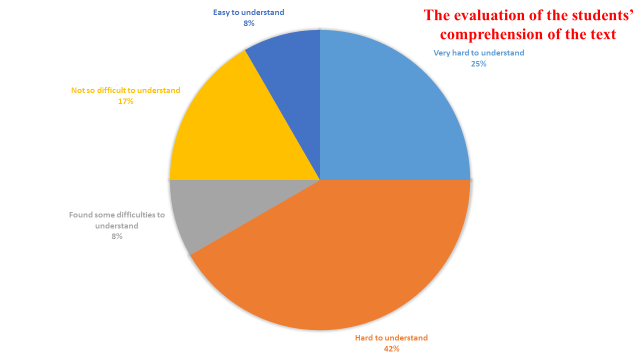 The evaluation of the students’
comprehension of the text
Easy to understand
8%
Very hard to understand
25%
Not so difficult to understand
17%
Found some difficulties to
understand
8%
Hard to understand
42%